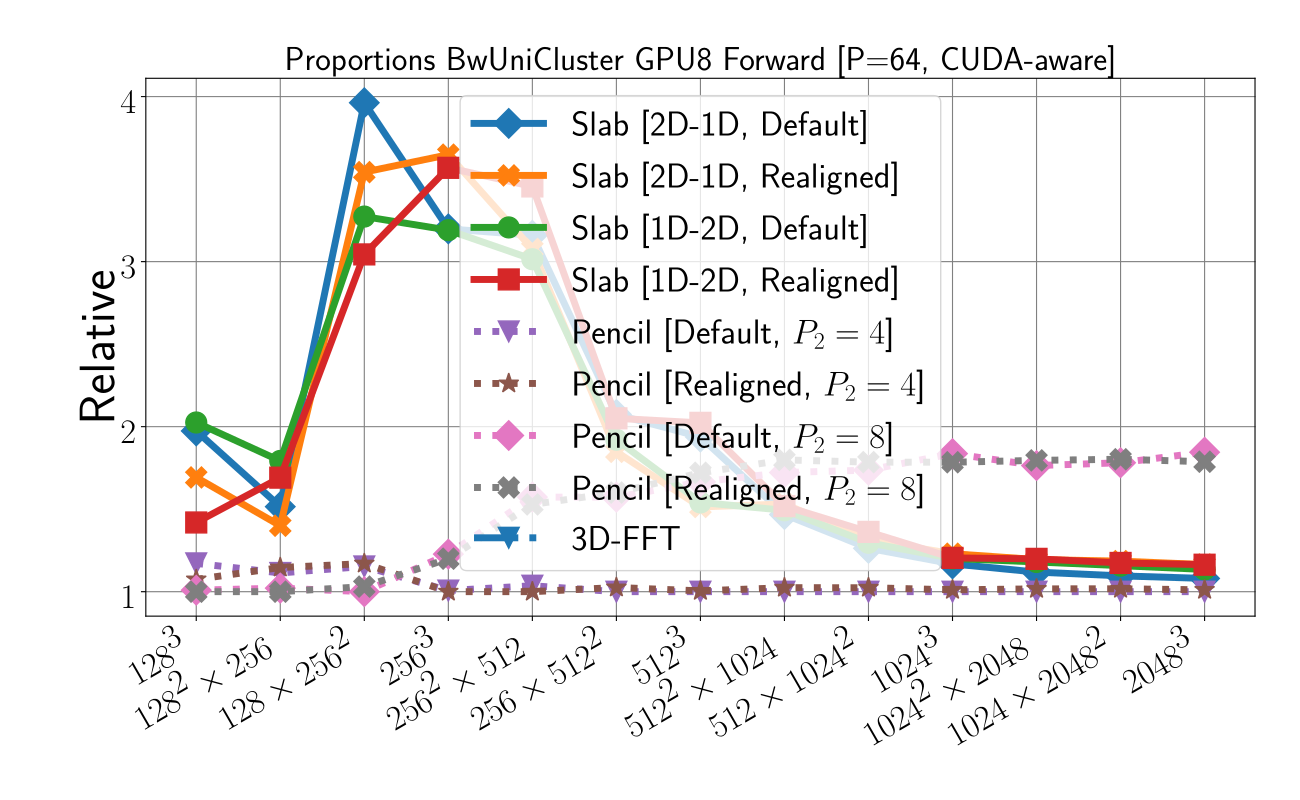 Proportions BwUniCluster GPU8 Forward [P=64, CUDA-aware]
Relative
4
3
2
1
Slab [2D-1D, Default]
Slab [2D-1D, Realigned]
Slab [1D-2D, Default]
Slab [1D-2D, Realigned]
Pencil [Default, P₂ = 4]
Pencil [Realigned, P₂ = 4]
Pencil [Default, P₂ = 8]
Pencil [Realigned, P₂ = 8]
3D-FFT
128³
128² × 256
128 × 256²
256³
256² × 512
256 × 512²
512³
512² × 1024
512 × 1024²
1024³
1024² × 2048
1024 × 2048²
2048³